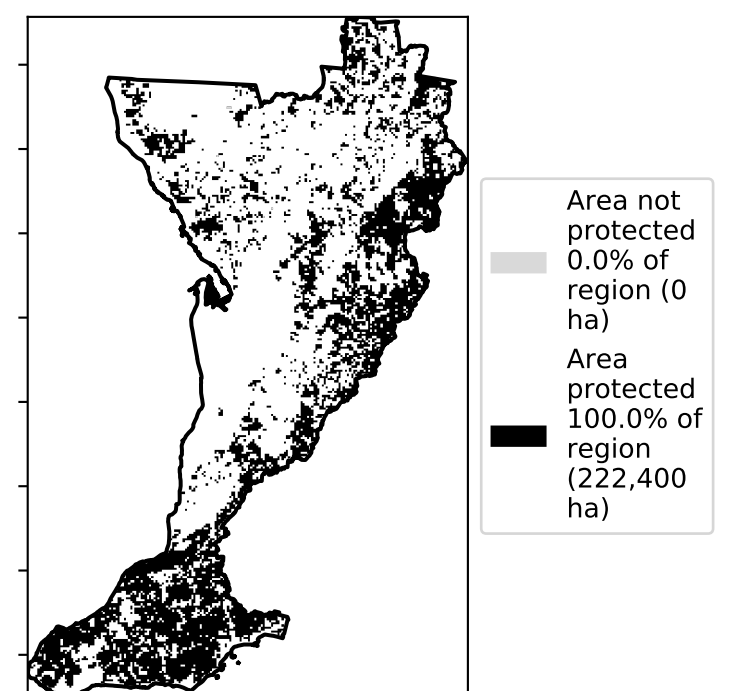 Area not
protected
0.0% of
region (0
ha)
Area
protected
100.0% of
region
(222,400
ha)